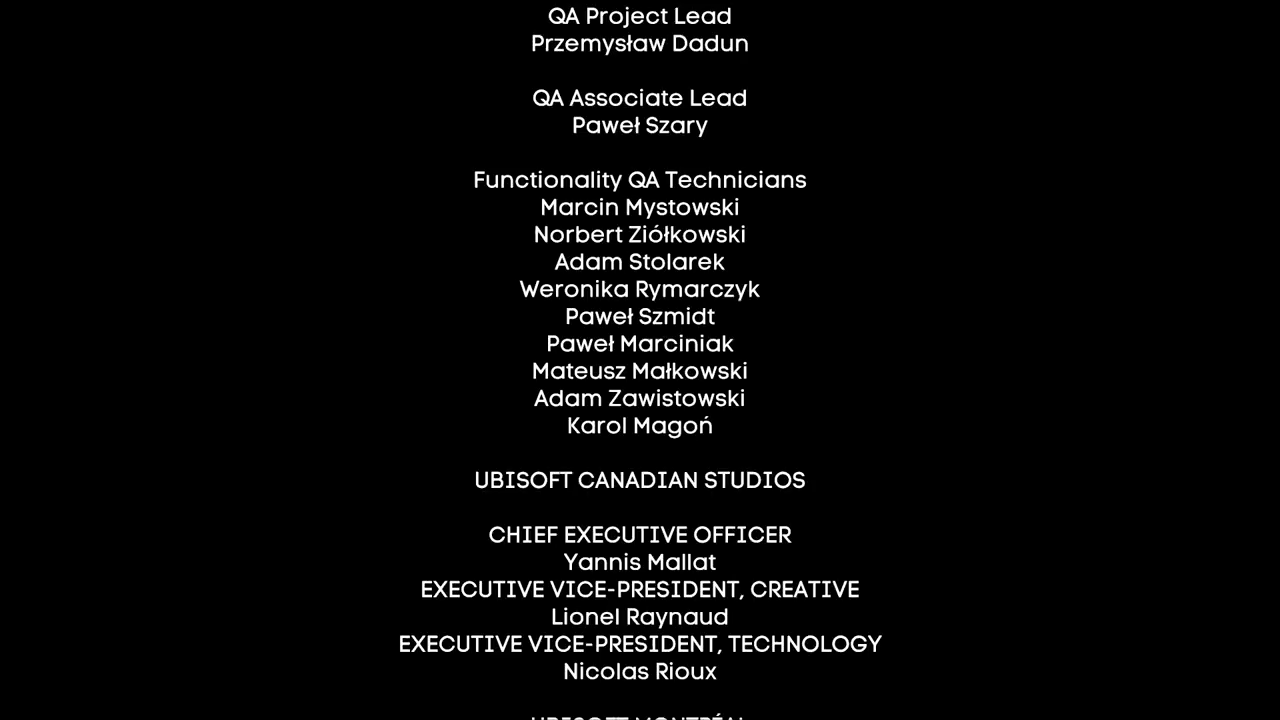 QA Project Lead
Przemysław Dadun
QA Associate Lead
Paweł Szary
Functionality QA Technicians
Marcin Mystowski
Norbert Ziółkowski
Adam Stolarek
Weronika Rymarczyk
Paweł Szmidt
Paweł Marciniak
Mateusz Małkowski
Adam Zawistowski
Karol Magoń
UBISOFT CANADIAN STUDIOS
CHIEF EXECUTIVE OFFICER
Yannis Mallat
EXECUTIVE VICE-PRESIDENT, CREATIVE
Lionel Raynaud
EXECUTIVE VICE-PRESIDENT, TECHNOLOGY
Nicolas Rioux
UBISOFT MONTRÉAL